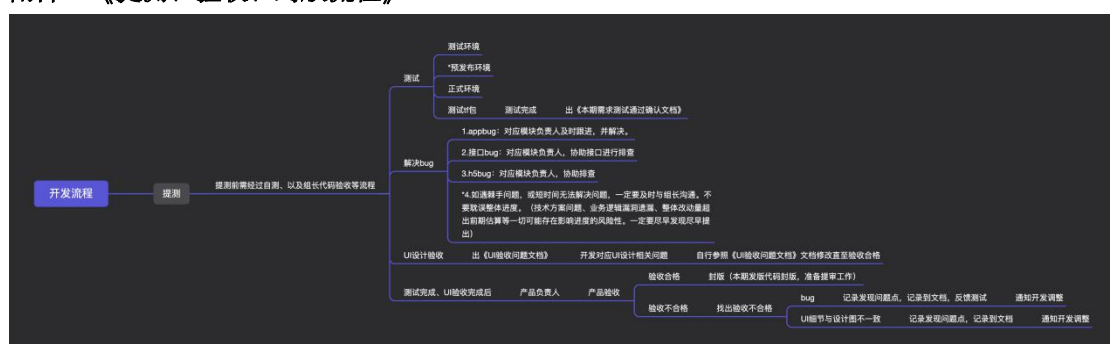 开发流程
提测
提测前需经过自测、以及组长代码验收等流程
测试
测试环境
*预发布环境
正式环境
测试tf包
测试完成
出《本期需求测试通过确认文档》
解决bug
1.appbug：对应模块负责人及时跟进，并解决。
2.接口bug：对应模块负责人，协助接口进行排查
3.h5bug：对应模块负责人，协助排查
*4.如遇棘手问题，或短时间无法解决问题，一定要及时与组长沟通。不
要耽误整体进度。（技术方案问题、业务逻辑漏洞遗漏、整体改动量超
出前期估算等一切可能存在影响进度的风险性，一定要尽早发现尽早提
出）
UI设计验收
出《UI验收问题文档》
开发对应UI设计相关问题
自行参照《UI验收问题文档》文档修改直至验收合格
测试完成、UI验收完成后
产品负责人
产品验收
验收合格
封版（本期发版代码封版，准备提审工作）
验收不合格
找出验收不合格
bug
记录发现问题点，记录到文档，反馈测试
通知开发调整
UI细节与设计图不一致
记录发现问题点，记录到文档
通知开发调整